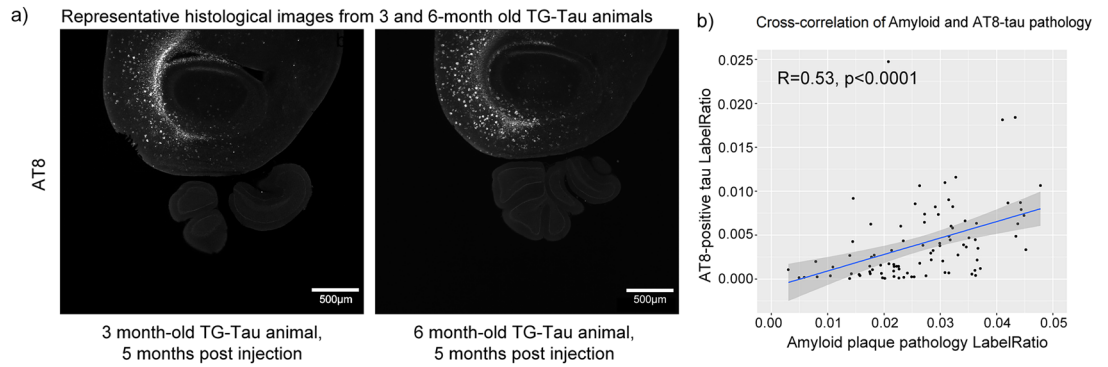 a)
Representative histological images from 3 and 6-month old TG-Tau animals
AT8
500µm
500µm
3 month-old TG-Tau animal,
5 months post injection
6 month-old TG-Tau animal,
5 months post injection
b)
Cross-correlation of Amyloid and AT8-tau pathology
R=0.53, p<0.0001
AT8-positive tau LabelRatio
0.025
0.020
0.015
0.010
0.005
0.000
0.00 0.01 0.02 0.03 0.04 0.05
Amyloid plaque pathology LabelRatio